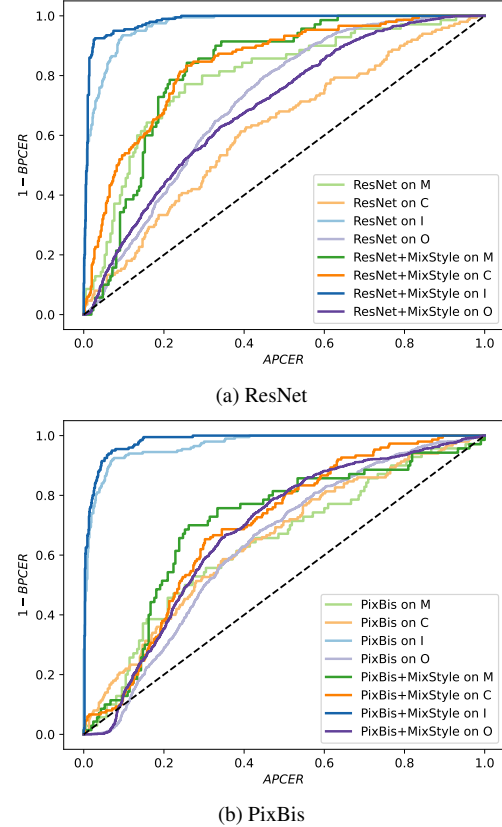 1.0
0.8
0.6
0.4
0.2
0.0
1 − BPCER
0.0 0.2 0.4 0.6 0.8 1.0
APCER
ResNet on M
ResNet on C
ResNet on I
ResNet on O
ResNet+MixStyle on M
ResNet+MixStyle on C
ResNet+MixStyle on I
ResNet+MixStyle on O
(a) ResNet
1.0
0.8
0.6
0.4
0.2
0.0
1 − BPCER
0.0 0.2 0.4 0.6 0.8 1.0
APCER
PixBis on M
PixBis on C
PixBis on I
PixBis on O
PixBis+MixStyle on M
PixBis+MixStyle on C
PixBis+MixStyle on I
PixBis+MixStyle on O
(b) PixBis